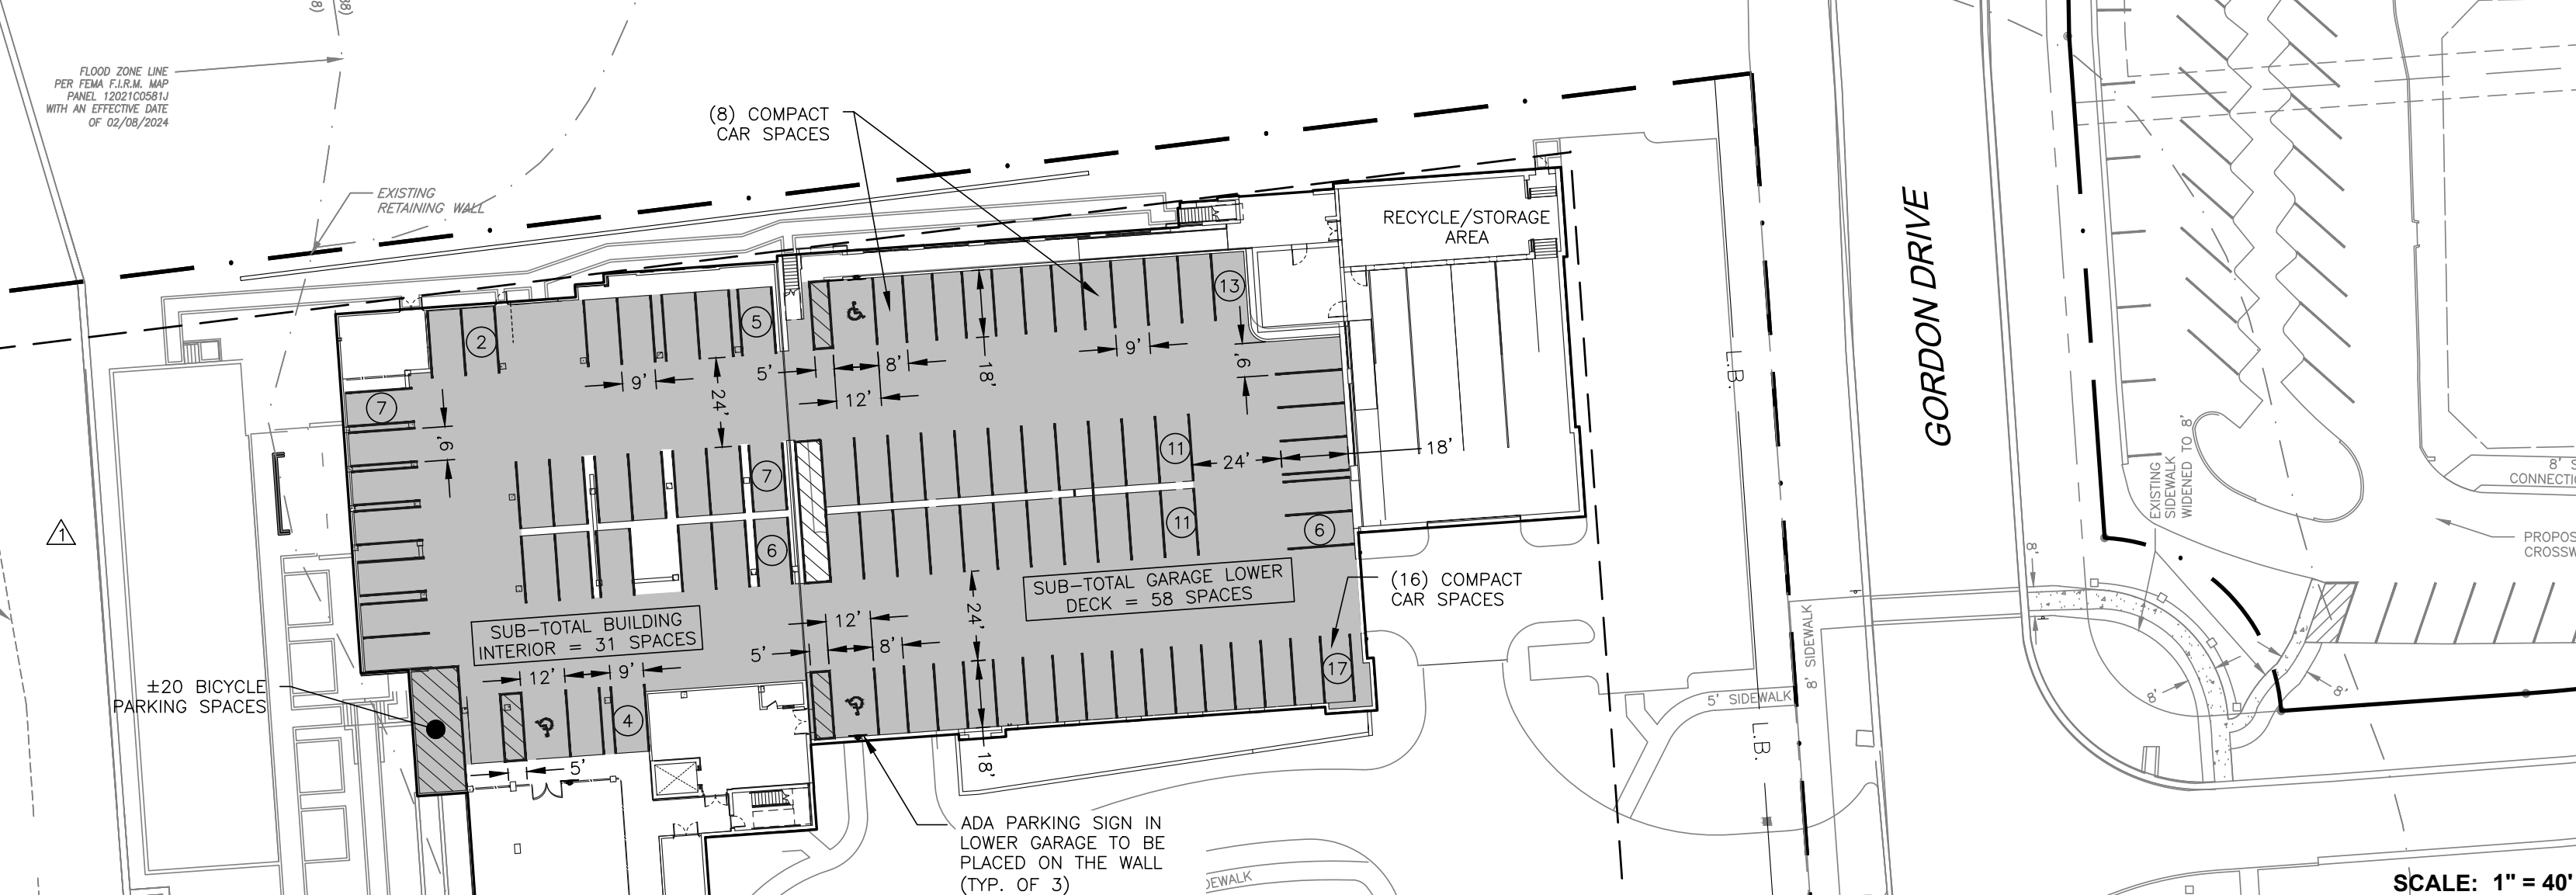 FLOOD ZONE LINE
PER FEMA F.I.R.M. MAP
PANEL 12021C0581J
WITH AN EFFECTIVE DATE
OF 02/08/2024
EXISTING
RETAINING WALL
(8) COMPACT
CAR SPACES
RECYCLE/STORAGE
AREA
GORDON DRIVE
L.B.
2
5
13
7
9'
24'
5'
8'
12'
18'
9'
9'
9'
7
11
24'
18'
6
11
6
SUB-TOTAL BUILDING
INTERIOR = 31 SPACES
SUB-TOTAL GARAGE LOWER
DECK = 58 SPACES
(16) COMPACT
CAR SPACES
12'
9'
12'
5'
8'
24'
17
4
5'
18'
±20 BICYCLE
PARKING SPACES
1
ADA PARKING SIGN IN
LOWER GARAGE TO BE
PLACED ON THE WALL
(TYP. OF 3)
8' SIDEWALK
5' SIDEWALK
L.B.
EXISTING
SIDEWALK
WIDENED TO 8'
8' S
CONNECTI
PROPOS
CROSSW
8'
8'
8'
DEWALK
SCALE: 1" = 40'